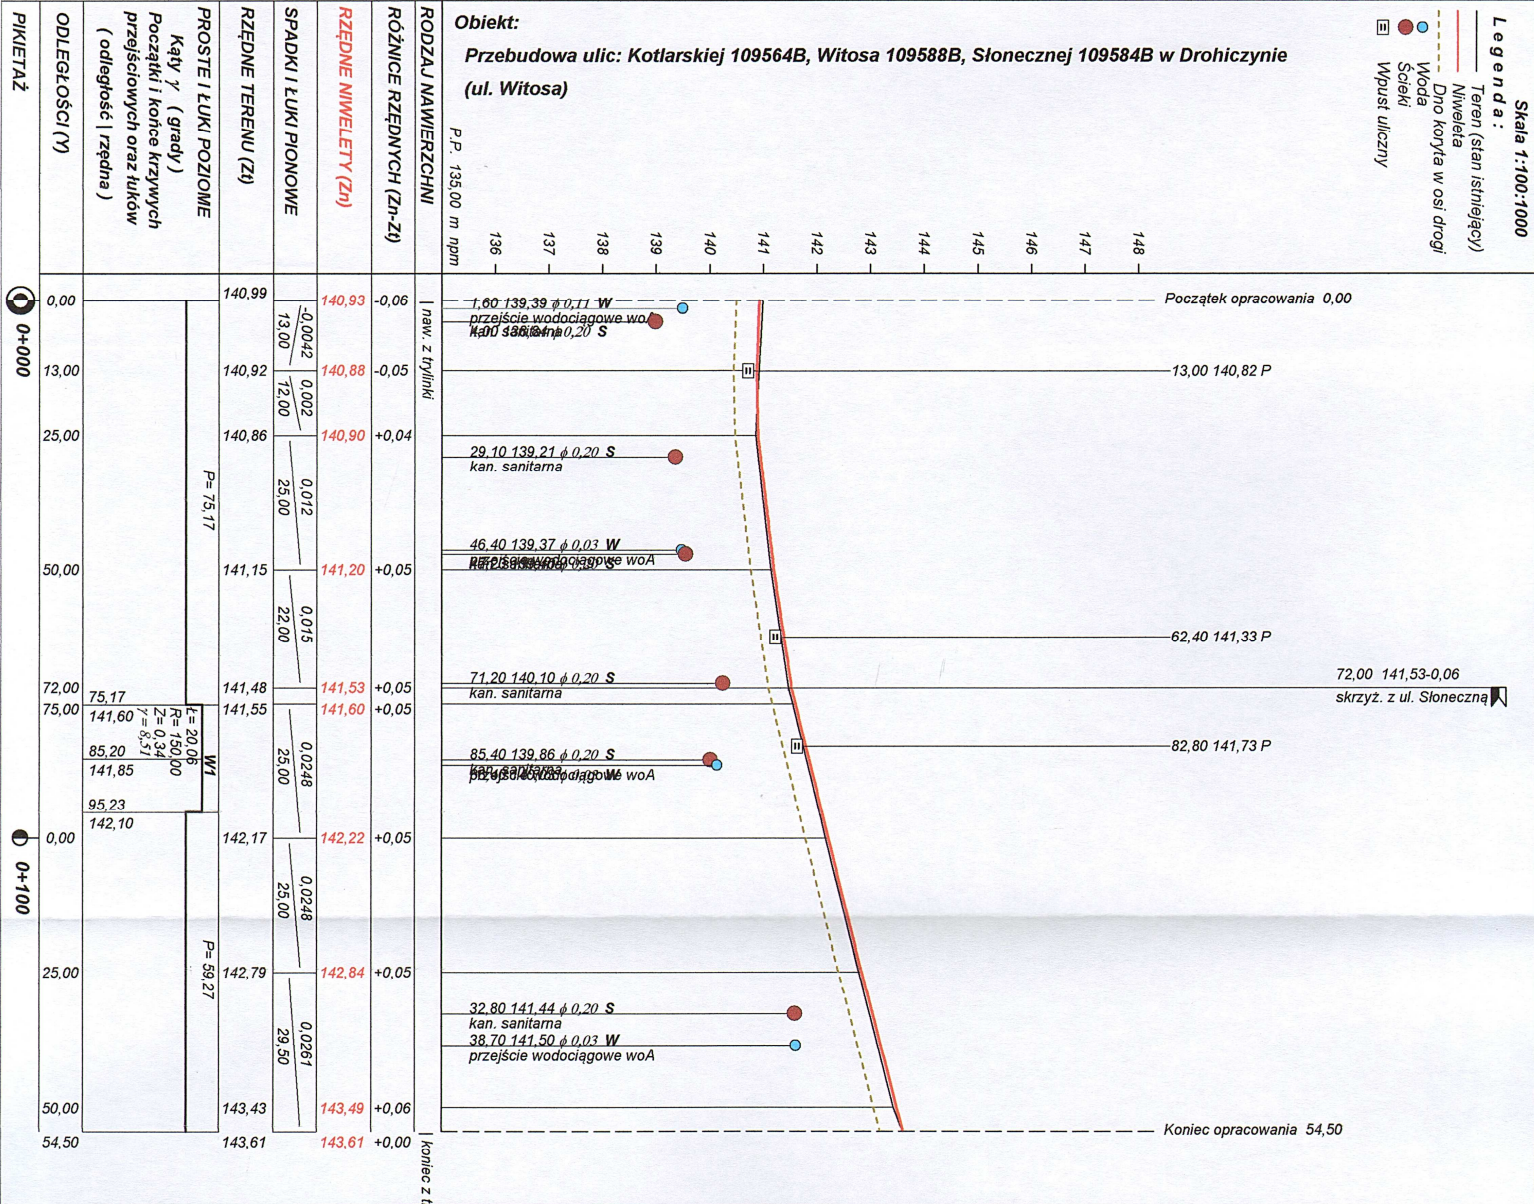 Obiekt:
Przebudowa ulic: Kotlarskiej 109564B, Witosa 109588B, Słonecznej 109584B w Drohiczynie
(ul. Witosa)
Skala 1:100:1000
Legenda:
Teren (stan istniejący)
Niweleta
Dno koryta w osi drogi
Woda
Ścieki
Wpust uliczny
P.P. 135,00 m npm
136
137
138
139
140
141
142
143
144
145
146
147
148
RODZAJ NAWIERZCHNI
naw. z trylinki
koniec z t
RÓŻNICE RZĘDNYCH (Zn-Zt)
-0,06
-0,05
+0,04
+0,05
+0,05
+0,05
+0,05
+0,05
+0,06
+0,00
RZĘDNE NIWELETY (Zn)
140,93
140,88
140,90
141,20
141,53
141,60
142,22
142,84
143,49
143,61
SPADKI I ŁUKI PIONOWE
-0,0042
13,00
0,002
12,00
0,012
25,00
0,015
22,00
0,0248
25,00
0,0248
25,00
0,0261
29,50
RZĘDNE TERENU (Zt)
140,99
140,92
140,86
141,15
141,48
141,55
142,17
142,79
143,43
143,61
PROSTE I ŁUKI POZIOME
Kąty γ (grady)
Początki i końce krzywych
przejściowych oraz łuków
(odległość | rzędna)
P= 75,17
W1
Ł= 20,06
R= 150,00
Z= 0,34
γ= 8,51
75,17
141,60
85,20
141,85
95,23
142,10
P= 59,27
ODLEGŁOŚCI (Y)
0,00
13,00
25,00
50,00
72,00
75,00
0,00
25,00
50,00
54,50
PIKIETAŻ
0+000
0+100
1,60 139,39 ϕ 0,11 W
przejście wodociągowe woA
ϕ 0,20 S
kan. sanitarna
29,10 139,21 ϕ 0,20 S
kan. sanitarna
46,40 139,37 ϕ 0,03 W
przejście wodociągowe woA
ϕ 0,20 S
71,20 140,10 ϕ 0,20 S
kan. sanitarna
85,40 139,86 ϕ 0,20 S
kan. sanitarna
przejście wodociągowe woA
32,80 141,44 ϕ 0,20 S
kan. sanitarna
38,70 141,50 ϕ 0,03 W
przejście wodociągowe woA
Początek opracowania 0,00
13,00 140,82 P
62,40 141,33 P
72,00 141,53-0,06
skrzyż. z ul. Słoneczną
82,80 141,73 P
Koniec opracowania 54,50